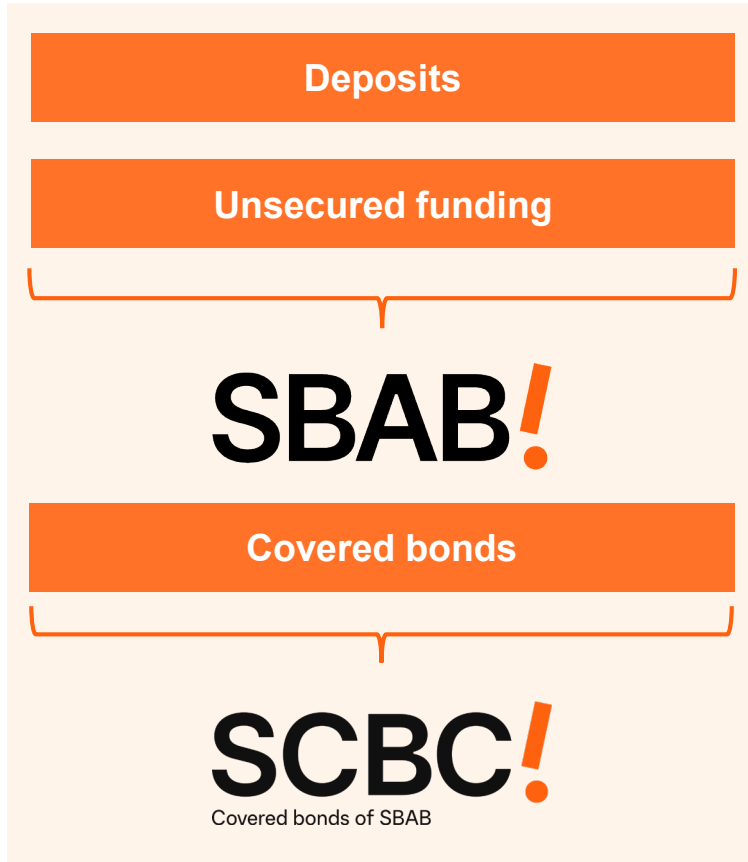 Deposits
Unsecured funding
SBAB!
Covered bonds
SCBC!
Covered bonds of SBAB